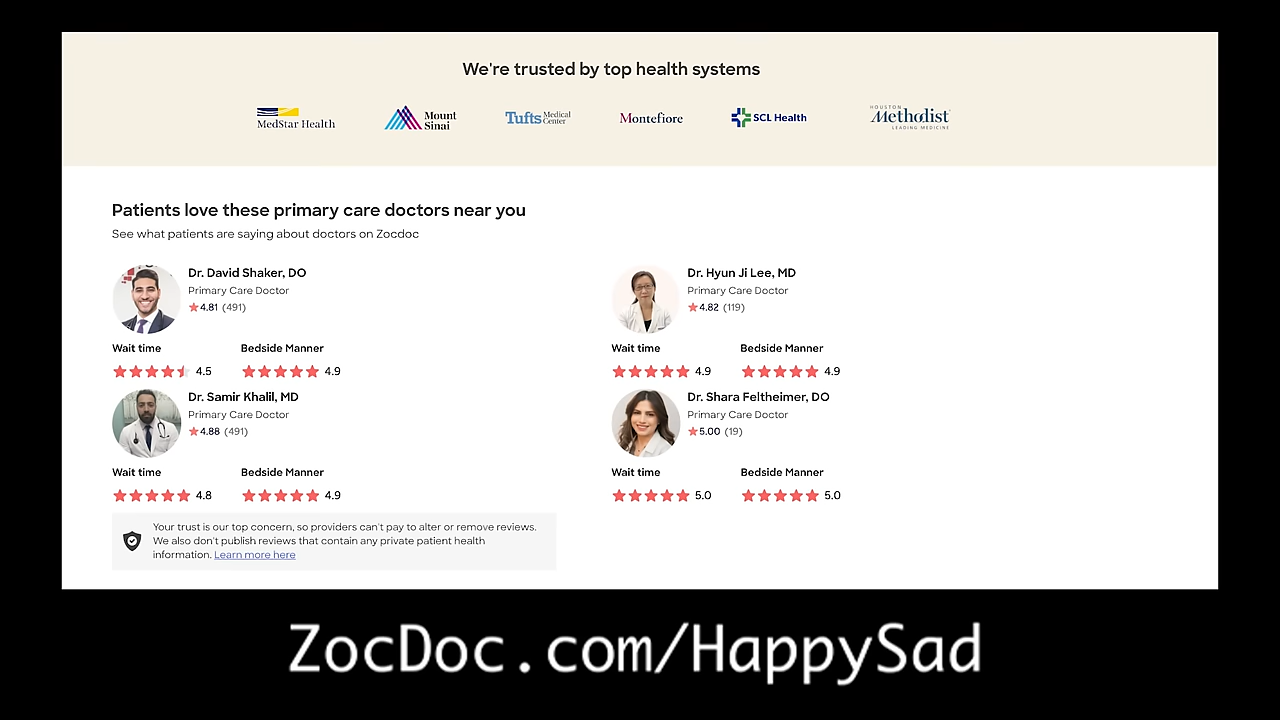 We're trusted by top health systems
MedStar Health
Mount
Sinai
Tufts Medical
Center
Montefiore
SCL Health
HOUSTON
Methodist
LEADING MEDICINE
Patients love these primary care doctors near you
See what patients are saying about doctors on Zocdoc
Dr. David Shaker, DO
Primary Care Doctor
4.81 (491)
Wait time Bedside Manner
4.5 4.9
Dr. Hyun Ji Lee, MD
Primary Care Doctor
4.82 (119)
Wait time Bedside Manner
4.9 4.9
Dr. Samir Khalil, MD
Primary Care Doctor
4.88 (491)
Wait time Bedside Manner
4.8 4.9
Dr. Shara Feltheimer, DO
Primary Care Doctor
5.00 (19)
Wait time Bedside Manner
5.0 5.0
Your trust is our top concern, so providers can't pay to alter or remove reviews.
We also don't publish reviews that contain any private patient health
information. Learn more here
ZocDoc.com/HappySad